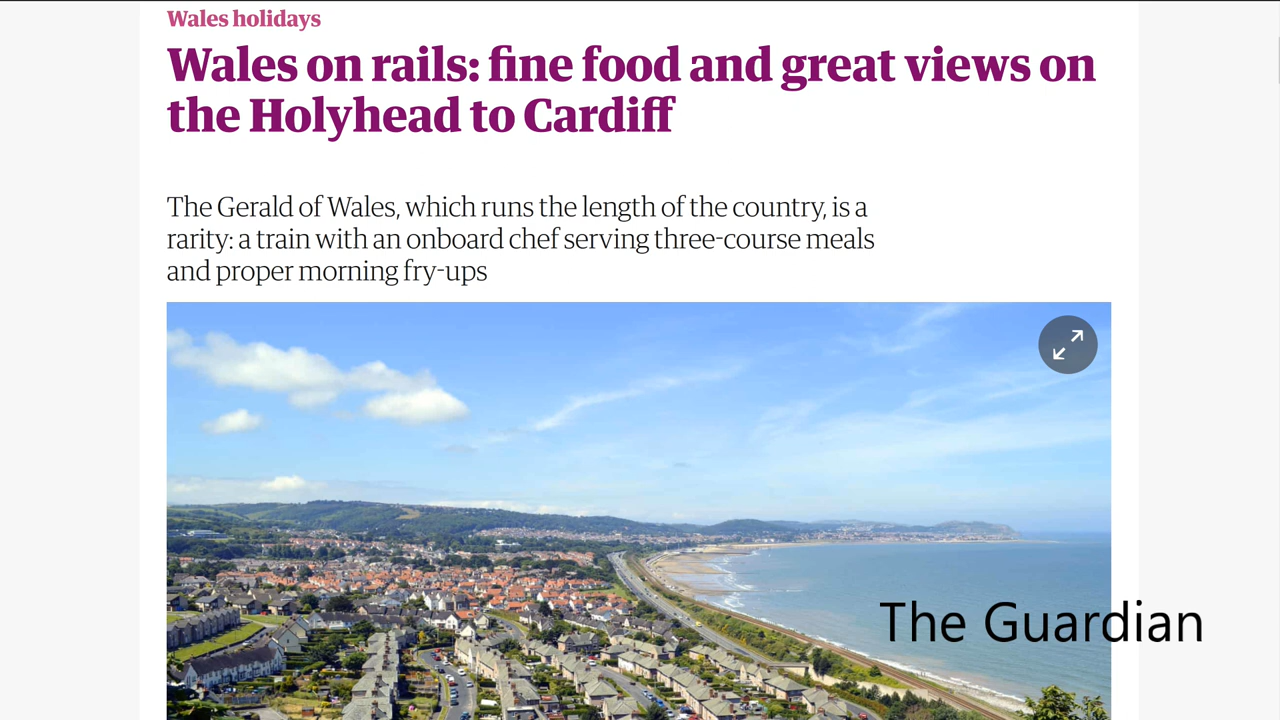 Wales holidays
Wales on rails: fine food and great views on
the Holyhead to Cardiff
The Gerald of Wales, which runs the length of the country, is a
rarity: a train with an onboard chef serving three-course meals
and proper morning fry-ups
The Guardian